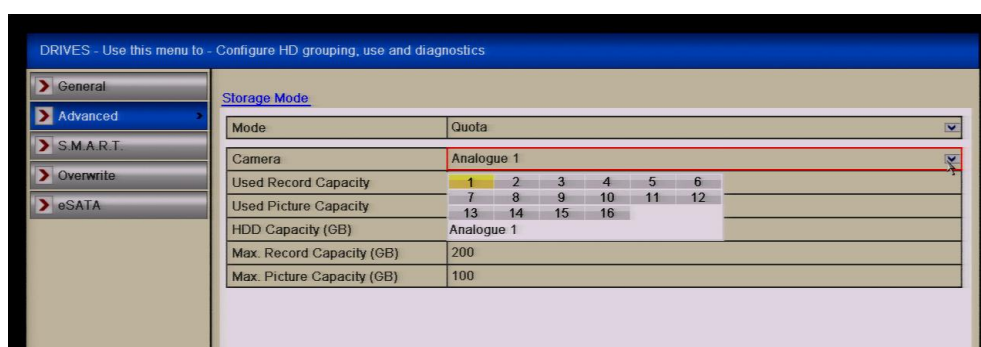 DRIVES - Use this menu to - Configure HD grouping, use and diagnostics
General
Advanced
S.M.A.R.T.
Overwrite
eSATA
Storage Mode
Mode Quota
Camera Analogue 1
Used Record Capacity
Used Picture Capacity
HDD Capacity (GB)
1 2 3 4 5 6
7 8 9 10 11 12
13 14 15 16
Analogue 1
Max. Record Capacity (GB) 200
Max. Picture Capacity (GB) 100